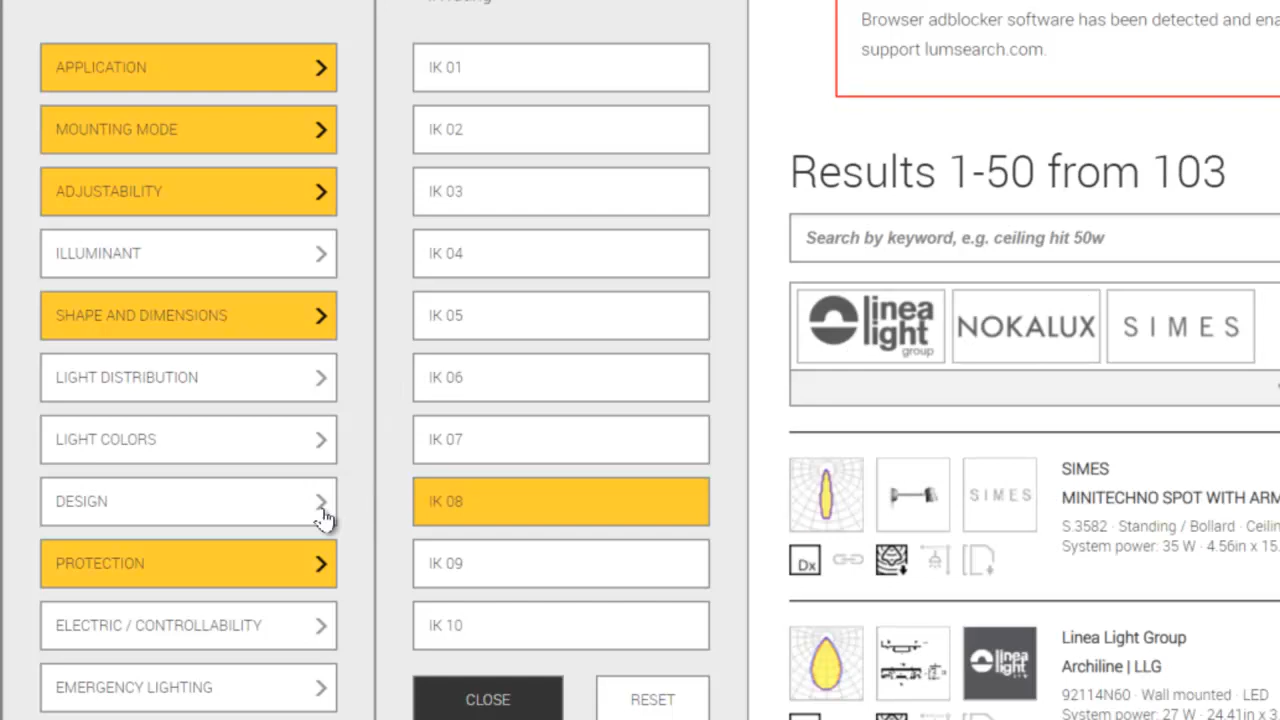 APPLICATION
MOUNTING MODE
ADJUSTABILITY
ILLUMINANT
SHAPE AND DIMENSIONS
LIGHT DISTRIBUTION
LIGHT COLORS
DESIGN
PROTECTION
ELECTRIC / CONTROLLABILITY
EMERGENCY LIGHTING
IK 01
IK 02
IK 03
IK 04
IK 05
IK 06
IK 07
IK 08
IK 09
IK 10
CLOSE
RESET
Browser adblocker software has been detected and ena
support lumsearch.com.
Results 1-50 from 103
Search by keyword, e.g. ceiling hit 50w
linea
light
group
NOKALUX
SIMES
SIMES
Dx
SIMES
MINITECHNO SPOT WITH ARM
S.3582 · Standing / Bollard · Ceilin
System power: 35 W · 4.56in x 15.
linea
light
Linea Light Group
Archiline | LLG
92114N60 · Wall mounted · LED
System power: 27 W · 24.41in x 3